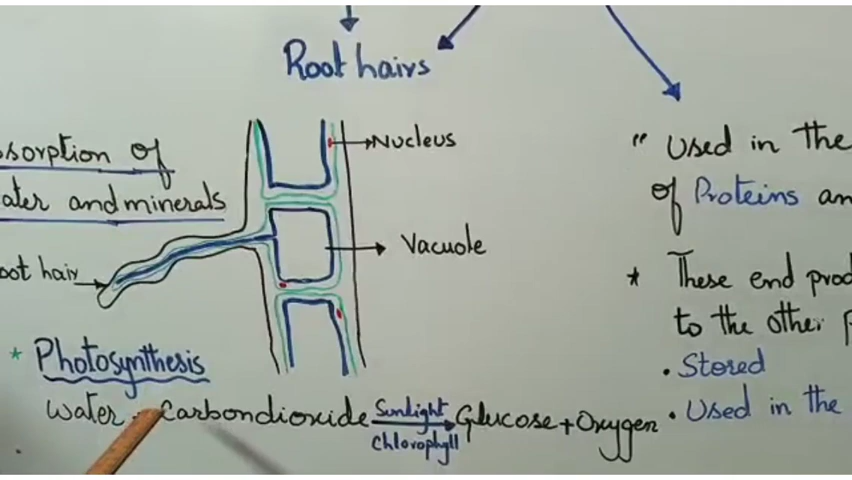 Root hairs
sorption of
ater and minerals
Nucleus
Vacuole
oot hair
* Photosynthesis
Water Carbondioxide Sunlight Chlorophyll Glucose + Oxygen
" Used in the
of Proteins an
* These end prod
to the other
• Stored
• Used in the